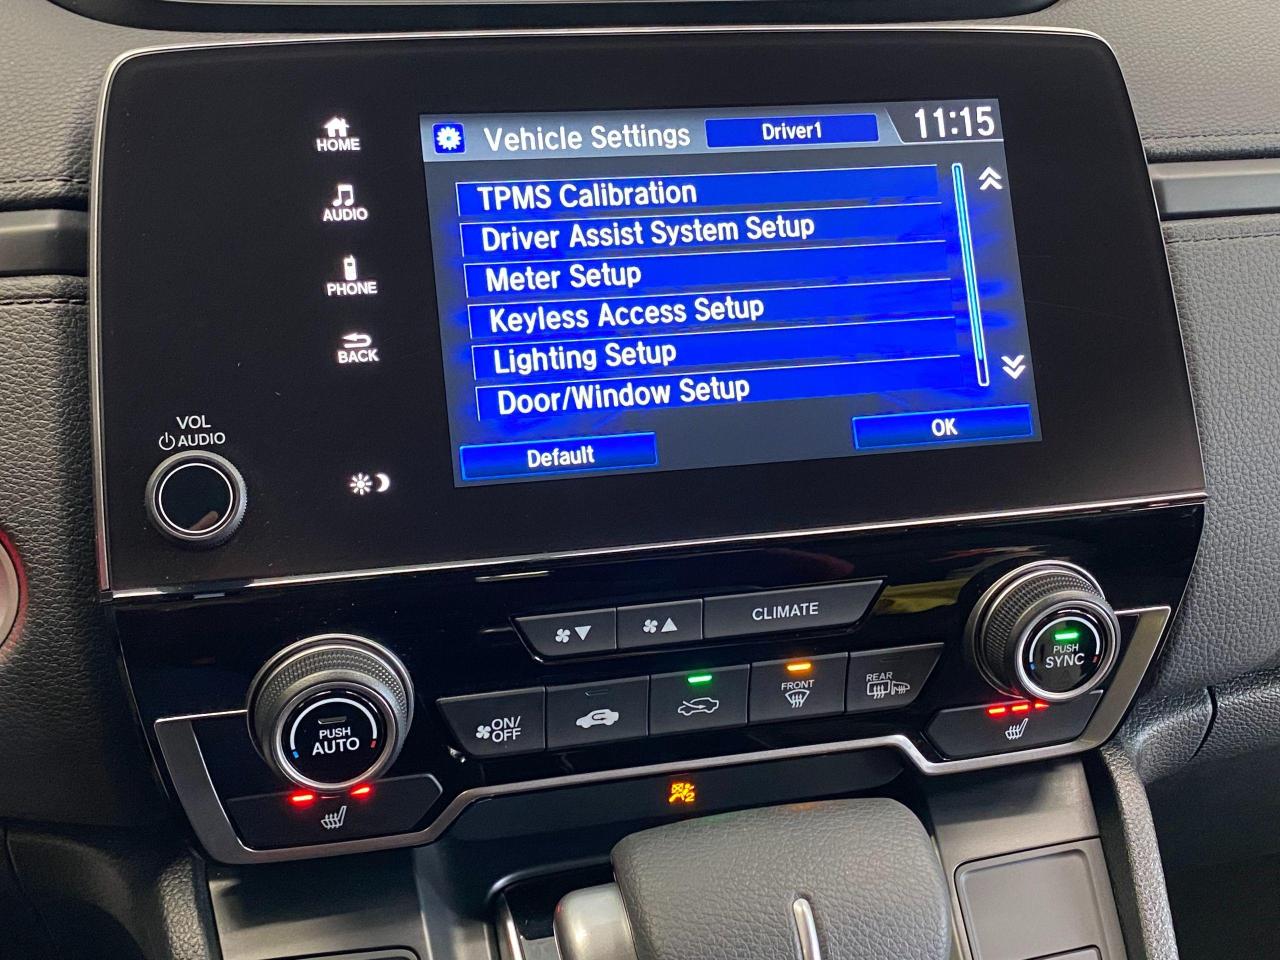 Vehicle Settings
Driver1
11:15
HOME
TPMS Calibration
AUDIO
Driver Assist System Setup
Meter Setup
PHONE
Keyless Access Setup
BACK
Lighting Setup
Door/Window Setup
VOL
AUDIO
Default
OK
CLIMATE
PUSH
SYNC
FRONT
REAR
ON/
OFF
PUSH
AUTO
2